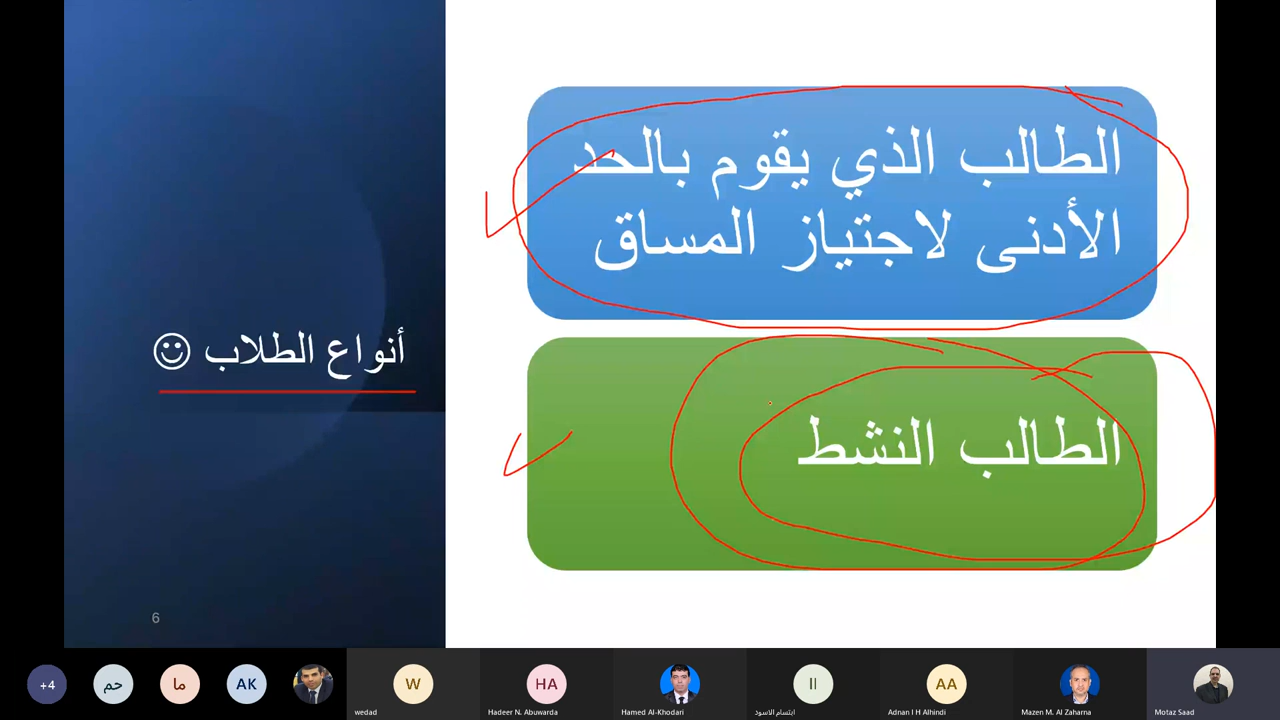 الطالب الذي يقوم بالحد
الأدنى لاجتياز المساق
الطالب النشط
أنواع الطلاب ☺
6
+4
حم
ما
AK
W
wedad
HA
Hadeer N. Abuwarda
Hamed Al-Khodari
اا
ابتسام الاسود
AA
Adnan I H Alhindi
Mazen M. Al Zaharna
Motaz Saad